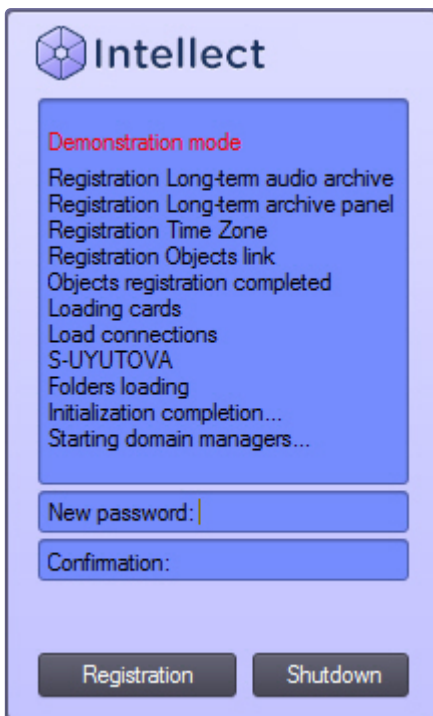 Intellect
Demonstration mode
Registration Long-term audio archive
Registration Long-term archive panel
Registration Time Zone
Registration Objects link
Objects registration completed
Loading cards
Load connections
S-UYUTOVA
Folders loading
Initialization completion...
Starting domain managers...
New password:
Confirmation:
Registration Shutdown